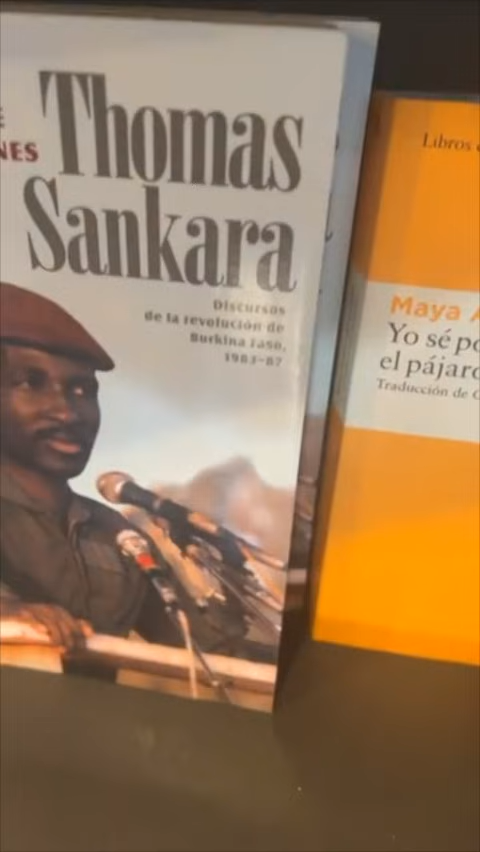 E
NES
Thomas
Sankara
Discursos
de la revolución de
Burkina Faso,
1983-87
Libros
Maya
Yo sé po
el pájaro
Traducción de